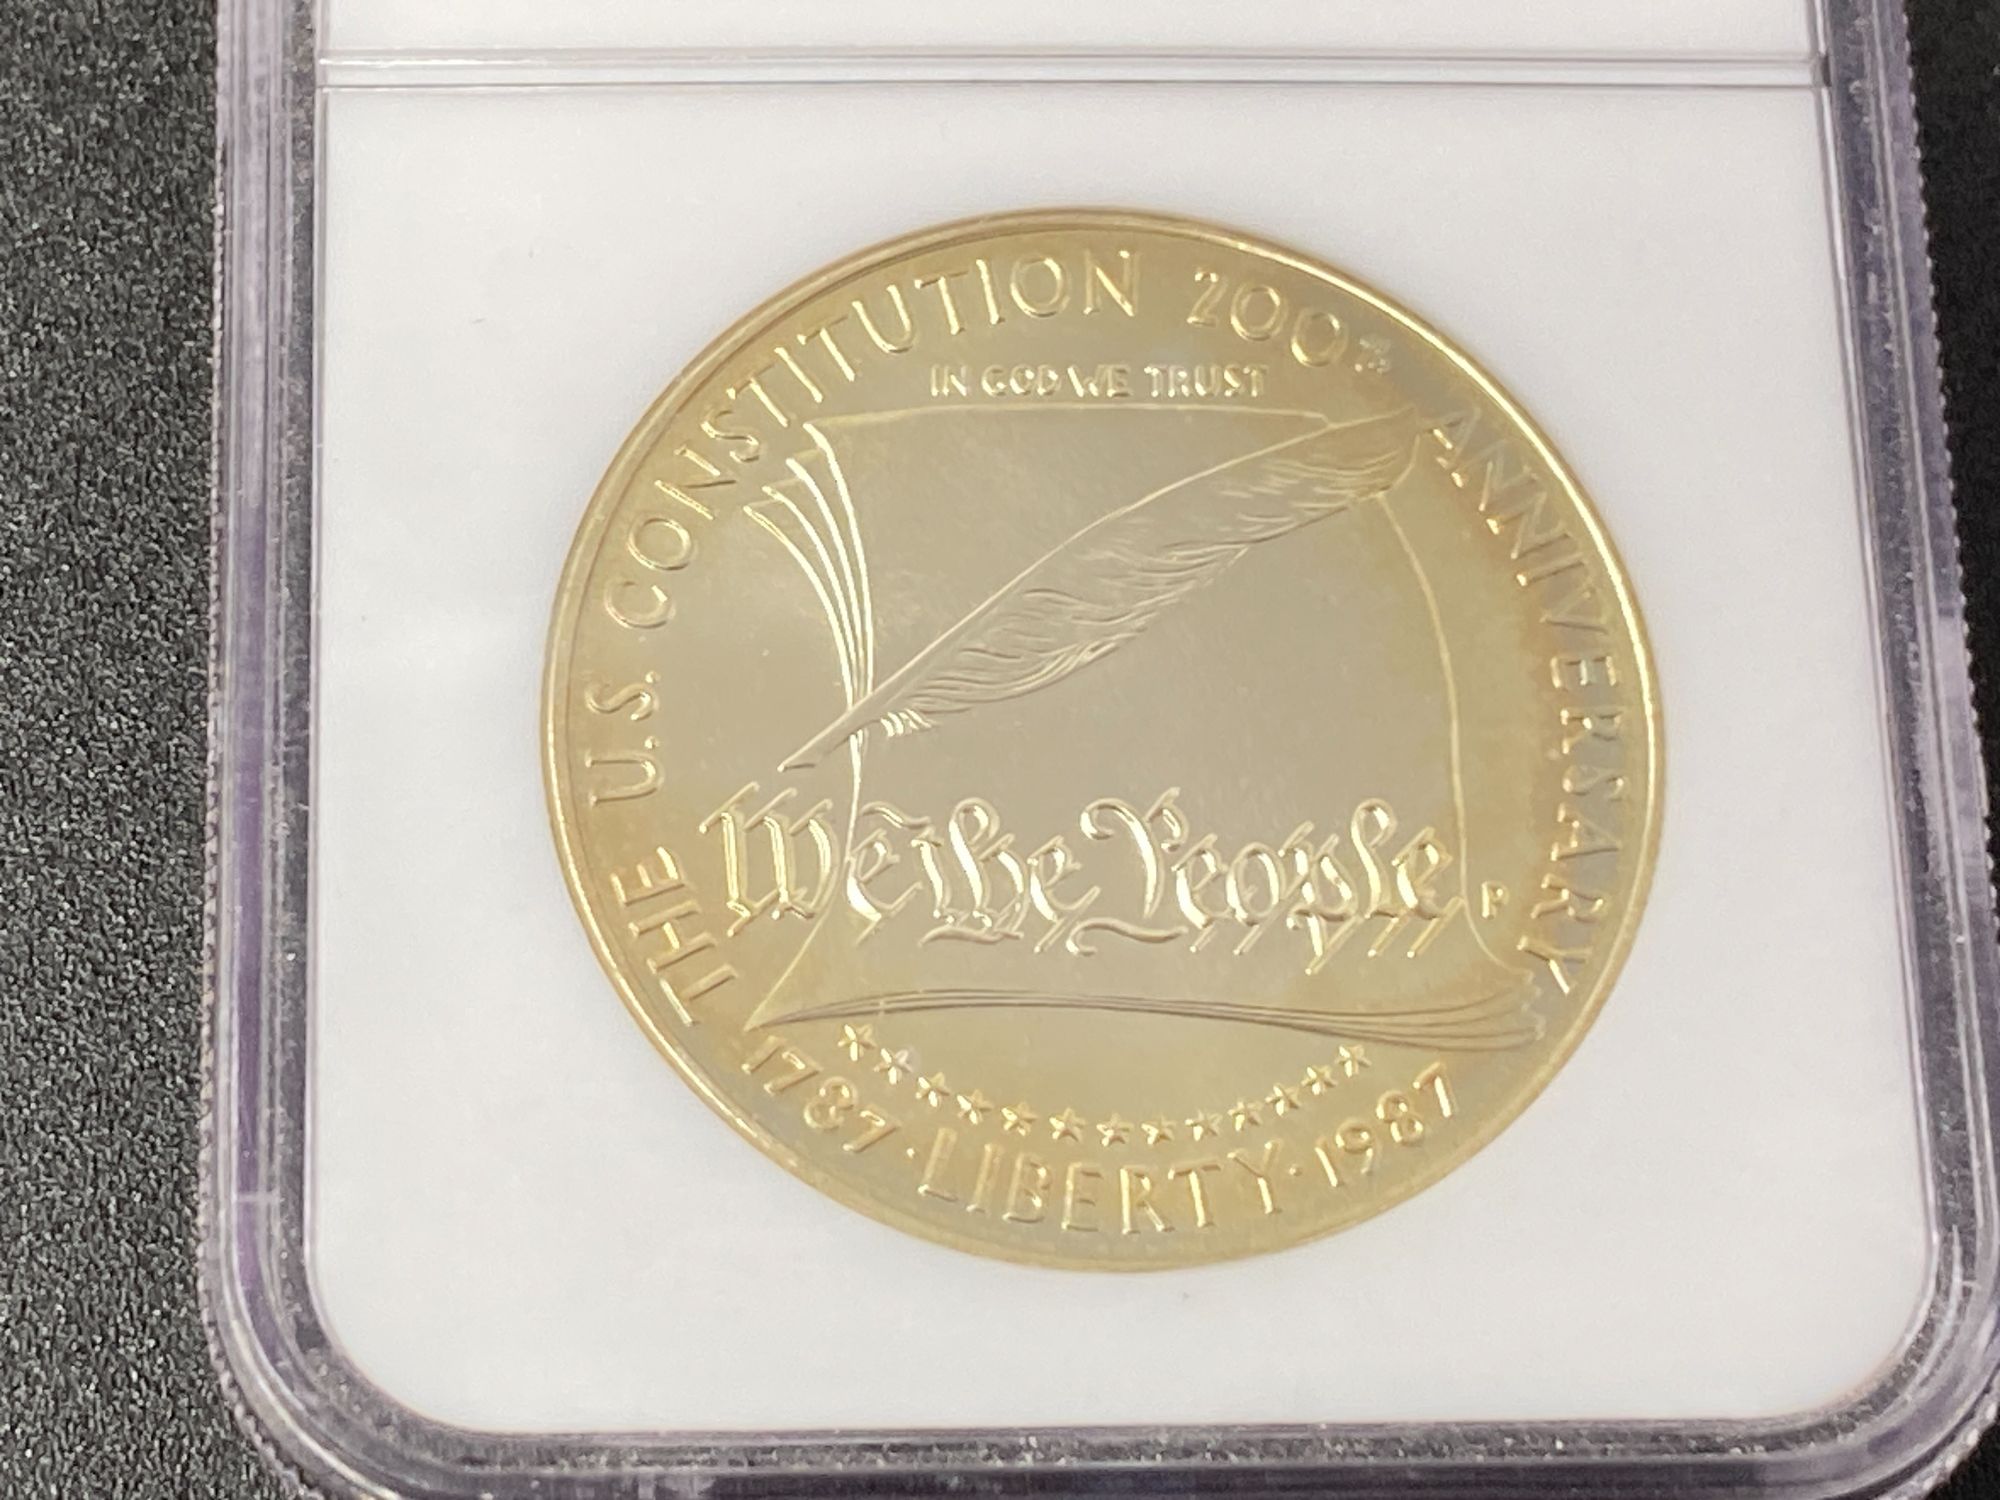 THE U.S. CONSTITUTION 200TH ANNIVERSARY
IN GOD WE TRUST
We the People
P
1787 · LIBERTY · 1987